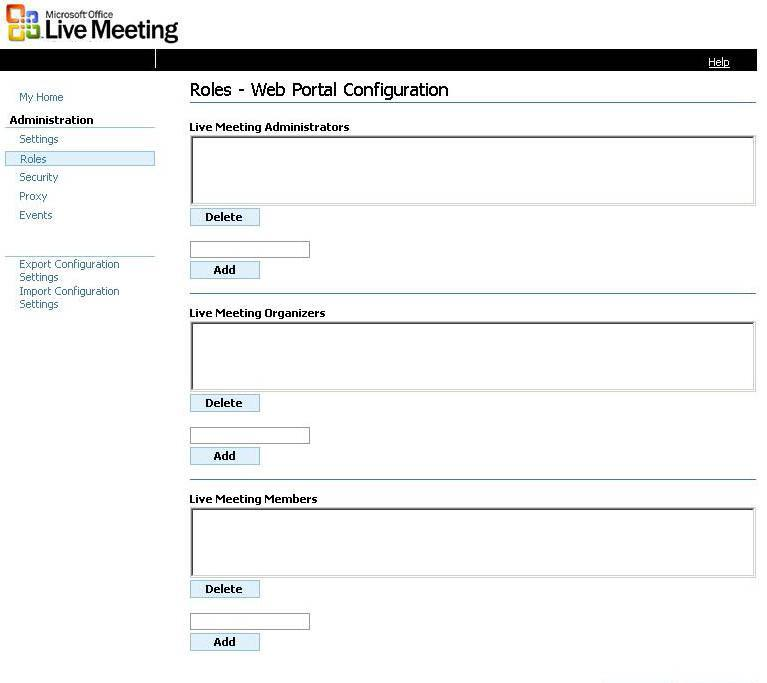 Microsoft Office
Live Meeting
Help
My Home
Administration
Settings
Roles
Security
Proxy
Events
Export Configuration
Settings
Import Configuration
Settings
Roles - Web Portal Configuration
Live Meeting Administrators
Delete
Add
Live Meeting Organizers
Delete
Add
Live Meeting Members
Delete
Add